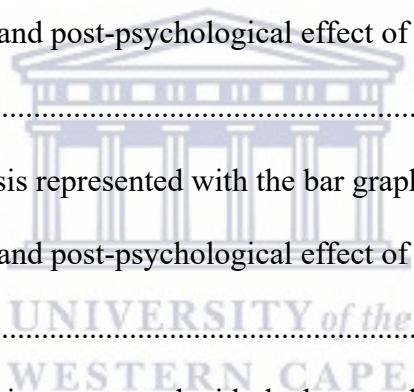 and post-psychological effect of
................................................
sis represented with the bar graph
and post-psychological effect of
UNIVERSITY of the
................................................
WESTERN CAPE